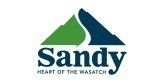 Sandy
HEART OF THE WASATCH